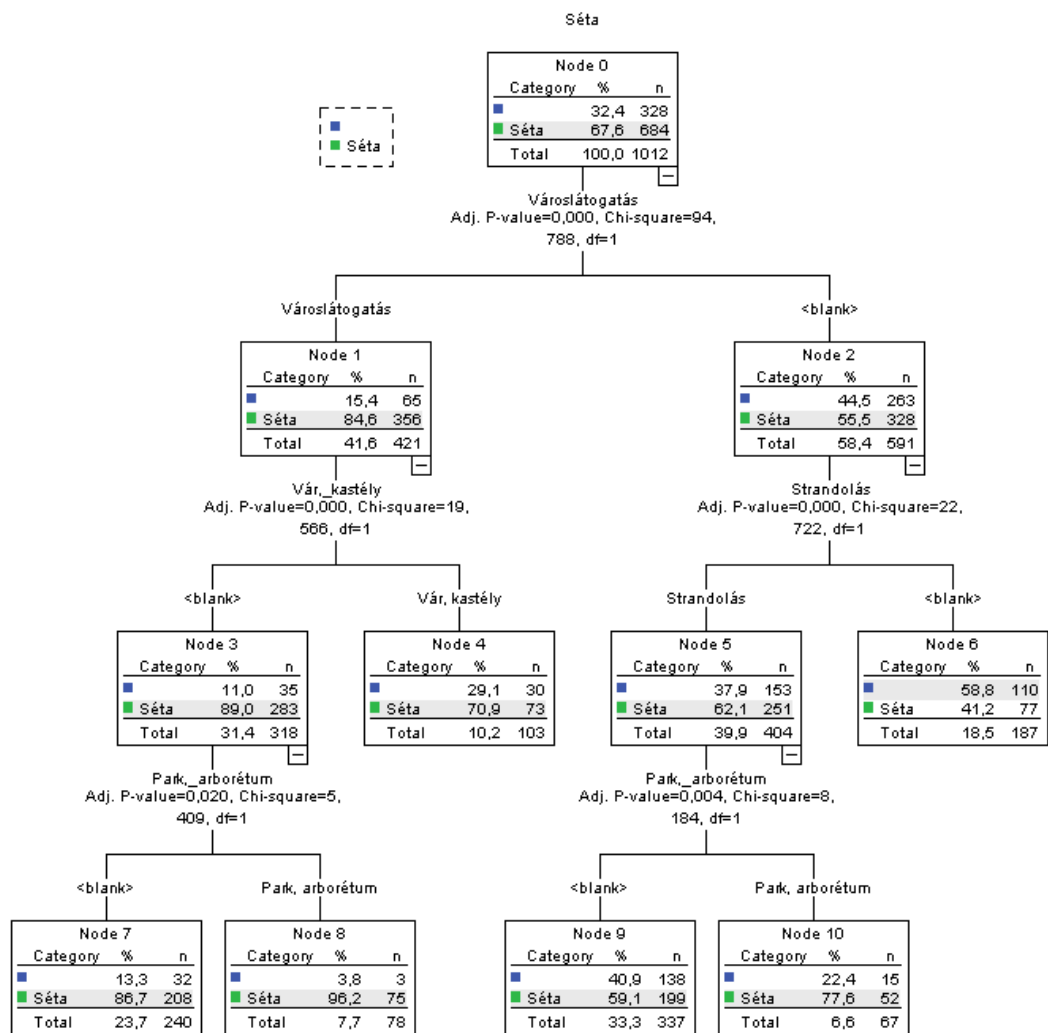 Séta
Node 0
Category % n
32,4 328
Séta 67,6 684
Total 100,0 1012
Séta
Városlátogatás
Adj. P-value=0,000, Chi-square=94,
788, df=1
Városlátogatás
<blank>
Node 1
Category % n
15,4 65
Séta 84,6 356
Total 41,6 421
Node 2
Category % n
44,5 263
Séta 55,5 328
Total 58,4 591
Vár,_kastély
Adj. P-value=0,000, Chi-square=19,
566, df=1
Strandolás
Adj. P-value=0,000, Chi-square=22,
722, df=1
<blank>
Vár, kastély
Strandolás
<blank>
Node 3
Category % n
11,0 35
Séta 89,0 283
Total 31,4 318
Node 4
Category % n
29,1 30
Séta 70,9 73
Total 10,2 103
Node 5
Category % n
37,9 153
Séta 62,1 251
Total 39,9 404
Node 6
Category % n
58,8 110
Séta 41,2 77
Total 18,5 187
Park,_arborétum
Adj. P-value=0,020, Chi-square=5,
409, df=1
Park,_arborétum
Adj. P-value=0,004, Chi-square=8,
184, df=1
<blank>
Park, arborétum
<blank>
Park, arborétum
Node 7
Category % n
13,3 32
Séta 86,7 208
Total 23,7 240
Node 8
Category % n
3,8 3
Séta 96,2 75
Total 7,7 78
Node 9
Category % n
40,9 138
Séta 59,1 199
Total 33,3 337
Node 10
Category % n
22,4 15
Séta 77,6 52
Total 6,6 67